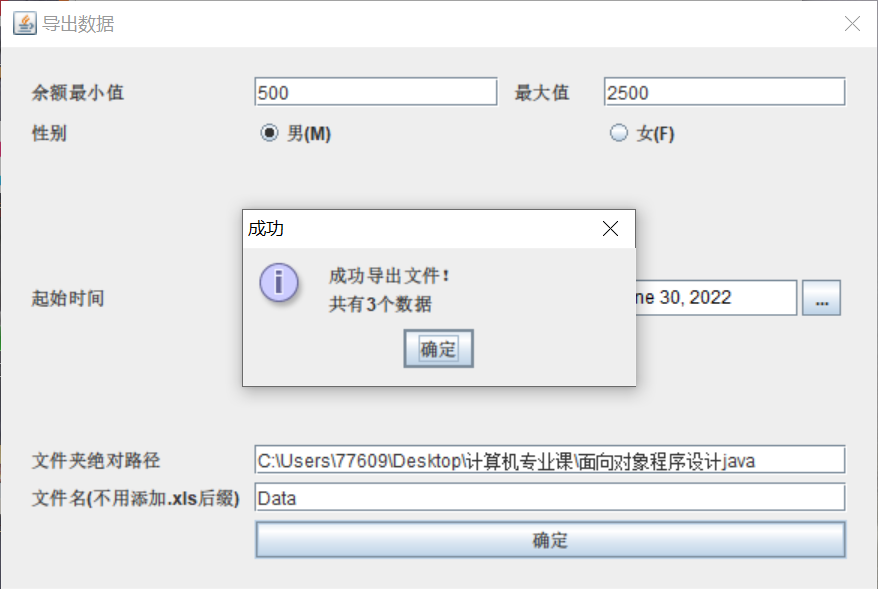 导出数据
余额最小值 500 最大值 2500
性别 男(M) 女(F)
成功
成功导出文件!
共有3个数据
确定
起始时间 ne 30, 2022 ...
文件夹绝对路径 C:\Users\77609\Desktop\计算机专业课\面向对象程序设计java
文件名(不用添加.xls后缀) Data
确定